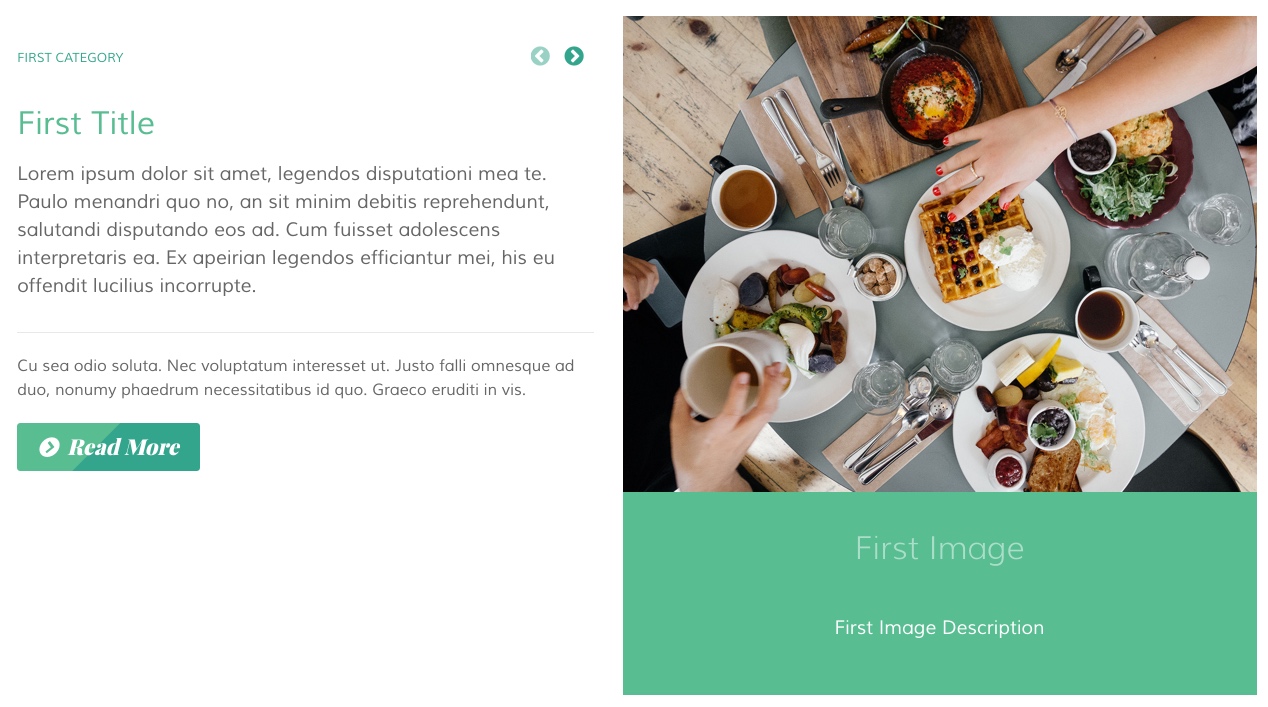 FIRST CATEGORY
First Title
Lorem ipsum dolor sit amet, legendos disputationi mea te.
Paulo menandri quo no, an sit minim debitis reprehendunt,
salutandi disputando eos ad. Cum fuisset adolescens
interpretaris ea. Ex apeirian legendos efficiantur mei, his eu
offendit lucilius incorrupte.
Cu sea odio soluta. Nec voluptatum interesset ut. Justo falli omnesque ad
duo, nonumy phaedrum necessitatibus id quo. Graeco eruditi in vis.
Read More
First Image
First Image Description